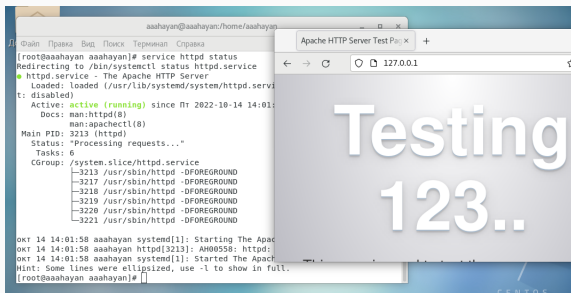 aaahayan@aaahayan:/home/aaahayan
Файл Правка Вид Поиск Терминал Справка
[root@aaahayan aaahayan]# service httpd status
Redirecting to /bin/systemctl status httpd.service
● httpd.service - The Apache HTTP Server
Loaded: loaded (/usr/lib/systemd/system/httpd.servi
t: disabled)
Active: active (running) since Пт 2022-10-14 14:01:
Docs: man:httpd(8)
man:apachectl(8)
Main PID: 3213 (httpd)
Status: "Processing requests..."
Tasks: 6
CGroup: /system.slice/httpd.service
├─3213 /usr/sbin/httpd -DFOREGROUND
├─3217 /usr/sbin/httpd -DFOREGROUND
├─3218 /usr/sbin/httpd -DFOREGROUND
├─3219 /usr/sbin/httpd -DFOREGROUND
├─3220 /usr/sbin/httpd -DFOREGROUND
└─3221 /usr/sbin/httpd -DFOREGROUND
окт 14 14:01:58 aaahayan systemd[1]: Starting The Apac
окт 14 14:01:58 aaahayan httpd[3213]: AH00558: httpd:
окт 14 14:01:58 aaahayan systemd[1]: Started The Apach
Hint: Some lines were ellipsized, use -l to show in full.
[root@aaahayan aaahayan]#
Apache HTTP Server Test Pag
127.0.0.1
Testing
123..
7
CENTOS